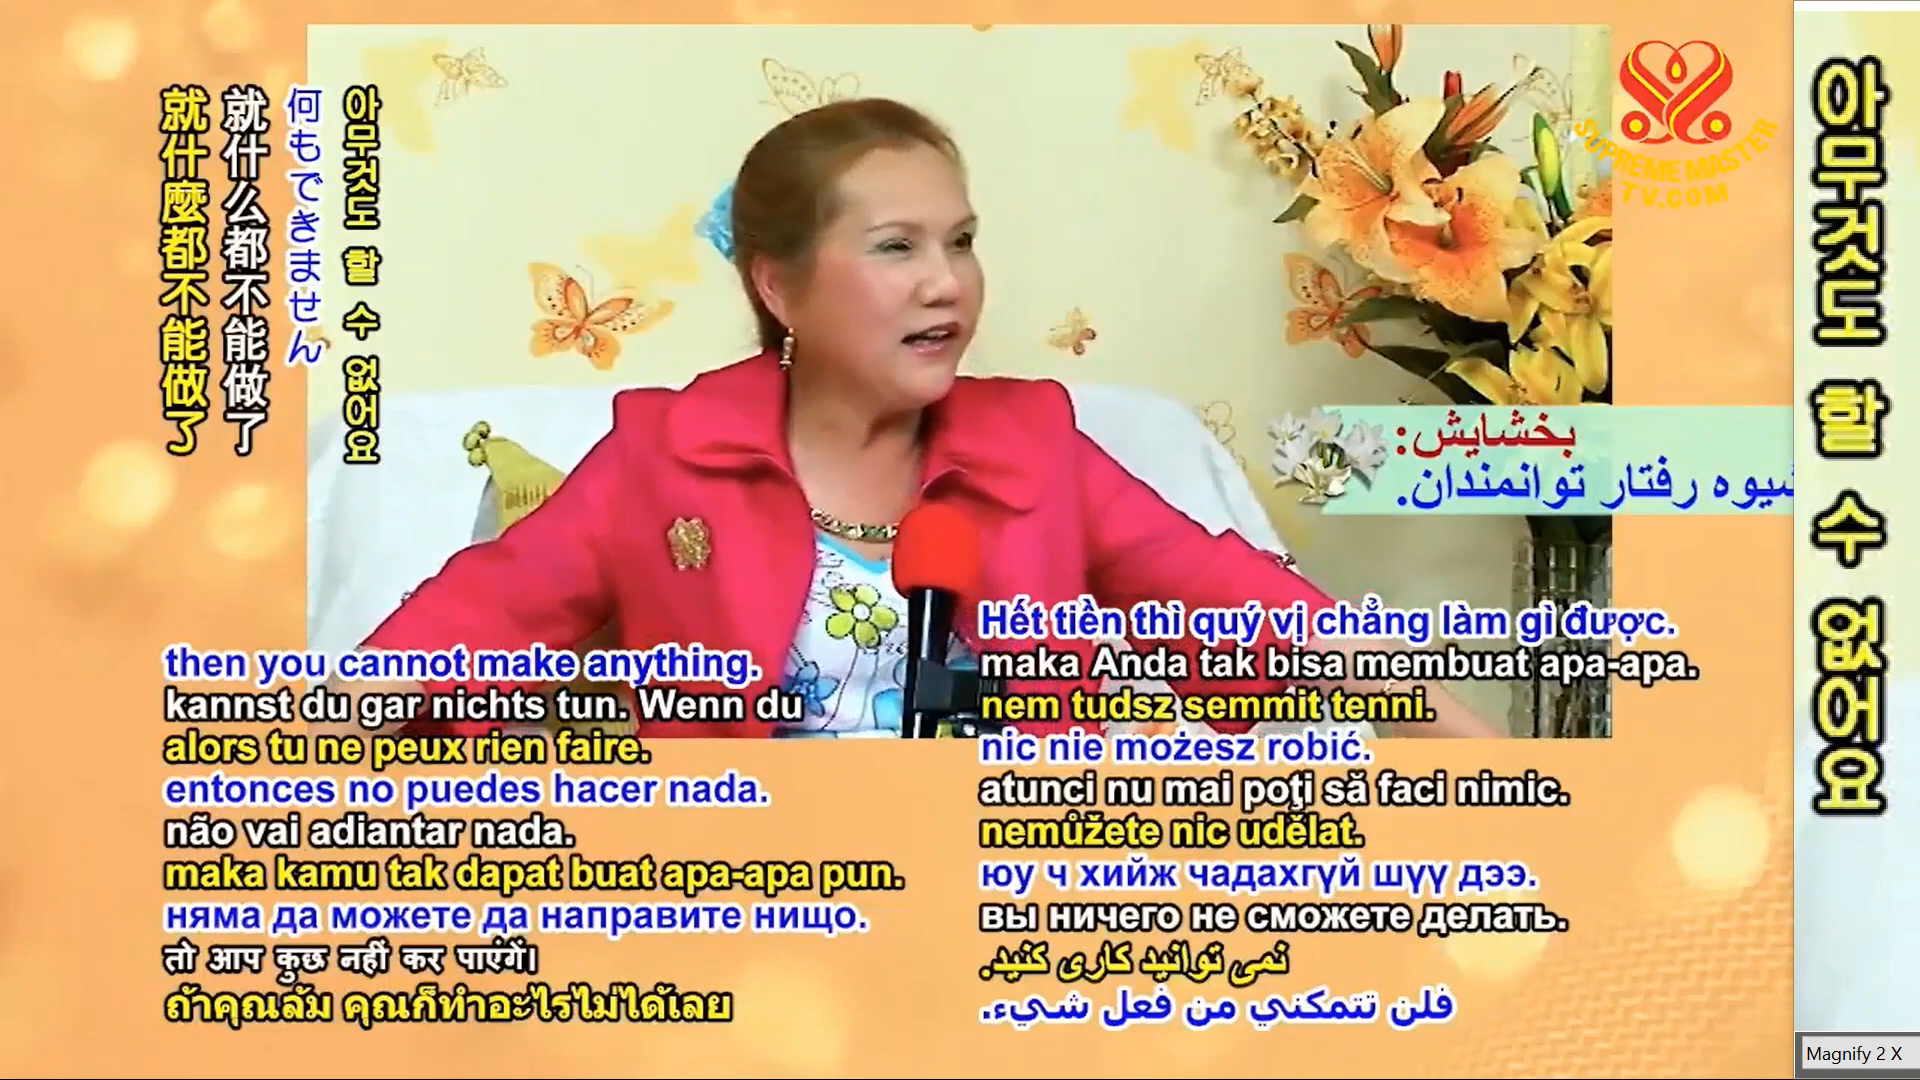 就什麼都不能做了
就什么都不能做了
何もできません
아무것도 할 수 없어요
SUPREME MASTER
TV.COM
بخشایش:
شیوه رفتار توانمندان.
then you cannot make anything.
kannst du gar nichts tun. Wenn du
alors tu ne peux rien faire.
entonces no puedes hacer nada.
não vai adiantar nada.
maka kamu tak dapat buat apa-apa pun.
няма да можете да направите нищо.
तो आप कुछ नहीं कर पाएंगें।
ถ้าคุณล้ม คุณก็ทำอะไรไม่ได้เลย
Hết tiền thì quý vị chẳng làm gì được.
maka Anda tak bisa membuat apa-apa.
nem tudsz semmit tenni.
nic nie możesz robić.
atunci nu mai poţi să faci nimic.
nemůžete nic udělat.
юу ч хийж чадахгүй шүү дээ.
вы ничего не сможете делать.
نمی توانید کاری کنید.
فلن تتمكني من فعل شيء.
아무것도 할 수 없어요
Magnify 2 X